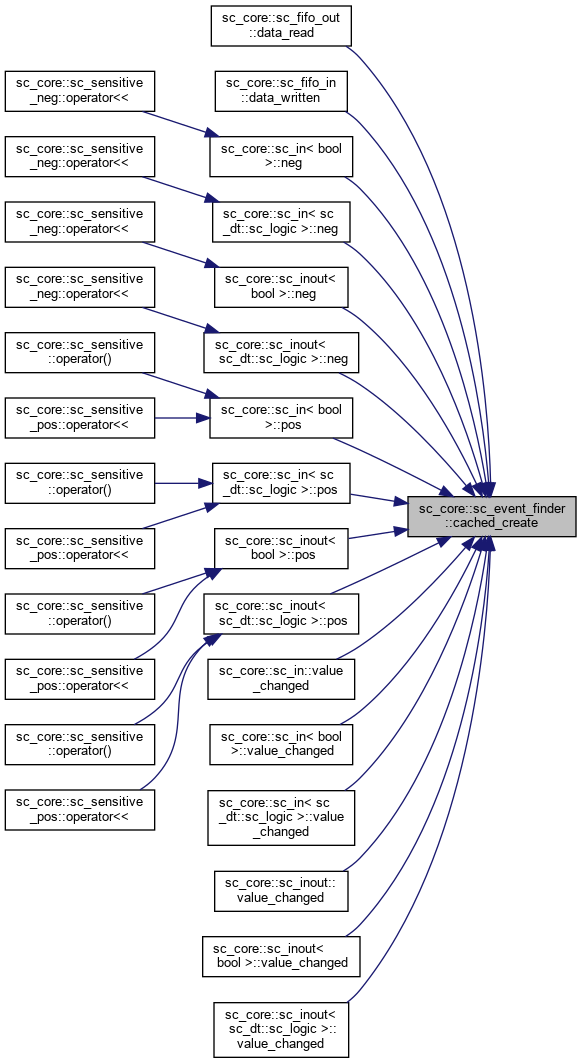 sc_core::sc_fifo_out
::data_read
sc_core::sc_fifo_in
::data_written
sc_core::sc_sensitive
_neg::operator<<
sc_core::sc_in< bool
>::neg
sc_core::sc_sensitive
_neg::operator<<
sc_core::sc_in< sc
_dt::sc_logic >::neg
sc_core::sc_sensitive
_neg::operator<<
sc_core::sc_inout<
bool >::neg
sc_core::sc_sensitive
_neg::operator<<
sc_core::sc_inout<
sc_dt::sc_logic >::neg
sc_core::sc_sensitive
::operator()
sc_core::sc_sensitive
_pos::operator<<
sc_core::sc_in< bool
>::pos
sc_core::sc_sensitive
::operator()
sc_core::sc_in< sc
_dt::sc_logic >::pos
sc_core::sc_event_finder
::cached_create
sc_core::sc_sensitive
_pos::operator<<
sc_core::sc_inout<
bool >::pos
sc_core::sc_sensitive
::operator()
sc_core::sc_inout<
sc_dt::sc_logic >::pos
sc_core::sc_sensitive
_pos::operator<<
sc_core::sc_in::value
_changed
sc_core::sc_sensitive
::operator()
sc_core::sc_in< bool
>::value_changed
sc_core::sc_sensitive
_pos::operator<<
sc_core::sc_in< sc
_dt::sc_logic >::value
_changed
sc_core::sc_inout::
value_changed
sc_core::sc_inout<
bool >::value_changed
sc_core::sc_inout<
sc_dt::sc_logic >::
value_changed